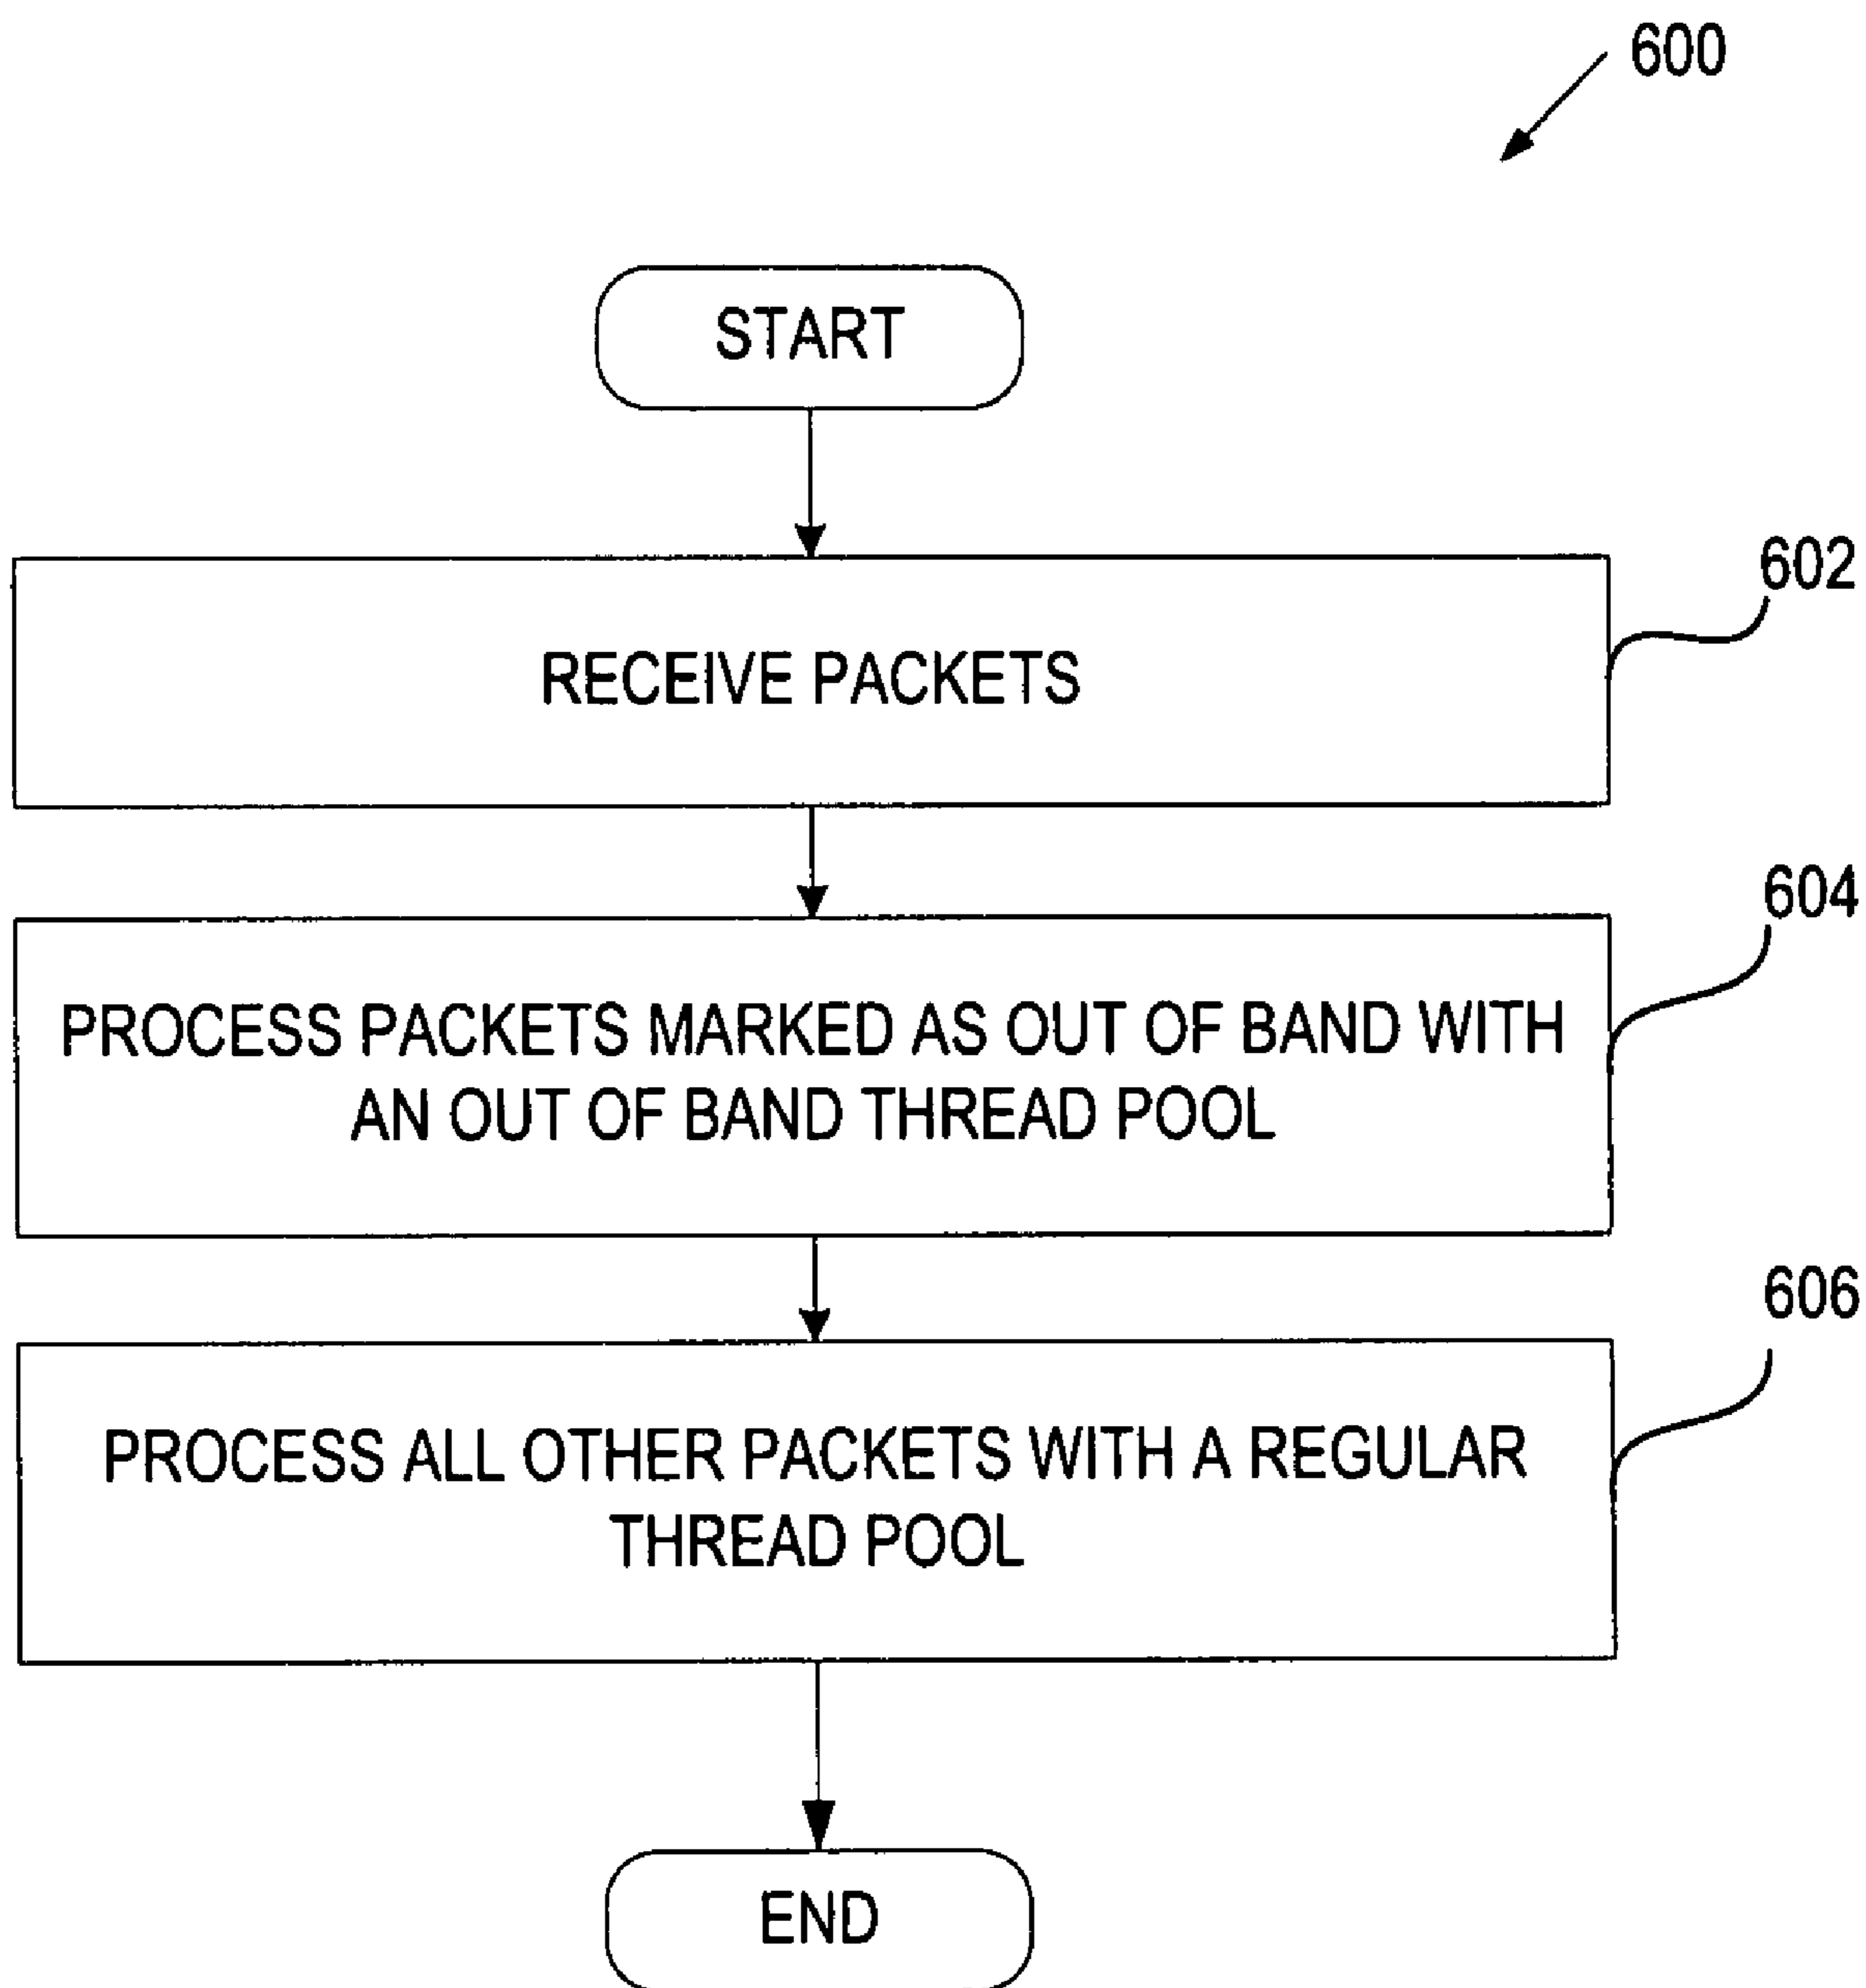 600
START
602
RECEIVE PACKETS
604
PROCESS PACKETS MARKED AS OUT OF BAND WITH
AN OUT OF BAND THREAD POOL
606
PROCESS ALL OTHER PACKETS WITH A REGULAR
THREAD POOL
END